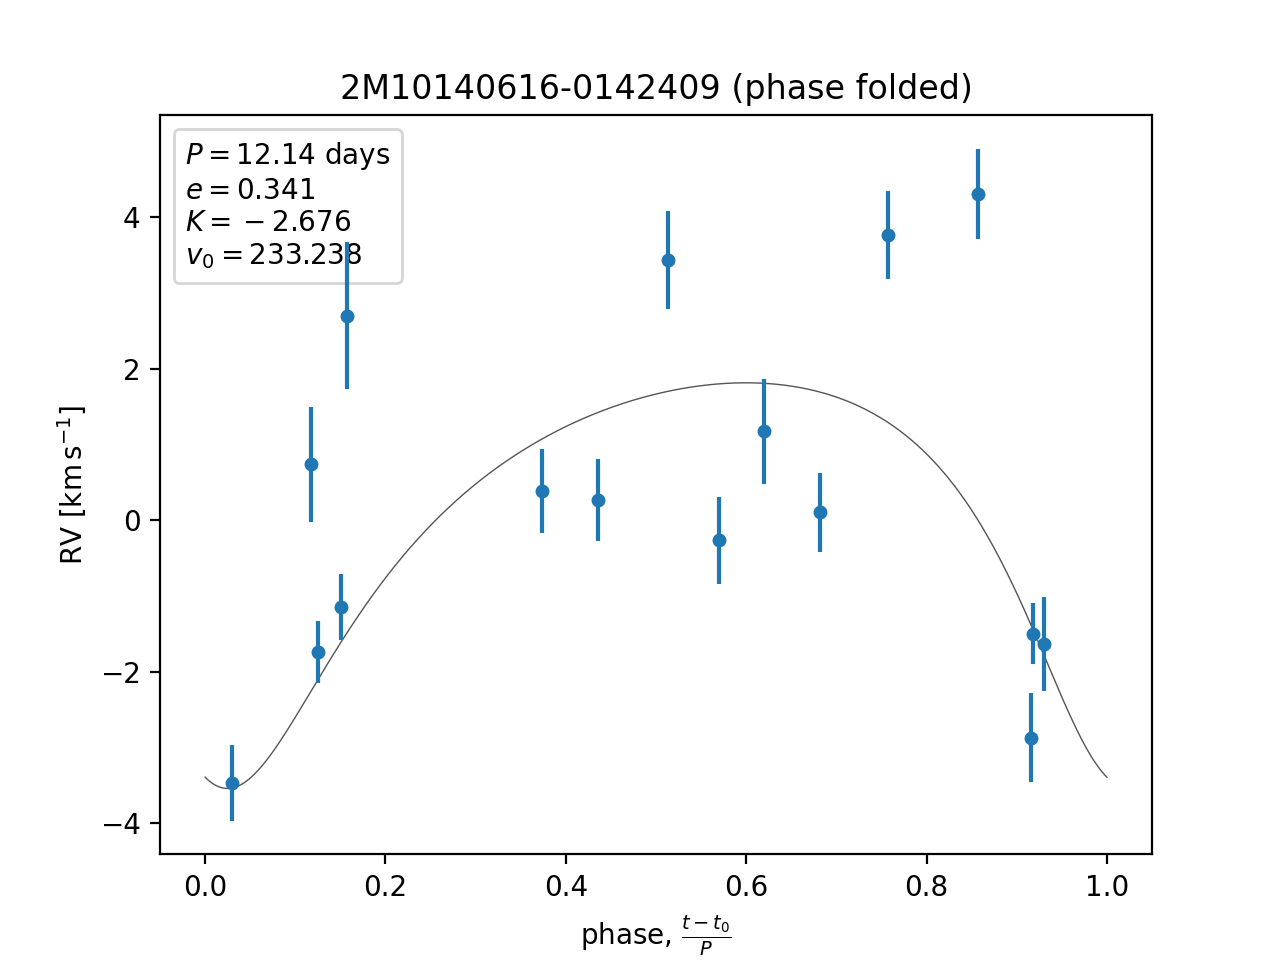 2M10140616-0142409 (phase folded)
P = 12.14 days
e = 0.341
K = − 2.676
v₀ = 233.238
4
2
0
−2
−4
RV [km s⁻¹]
0.0 0.2 0.4 0.6 0.8 1.0
phase, (t − t₀)/P